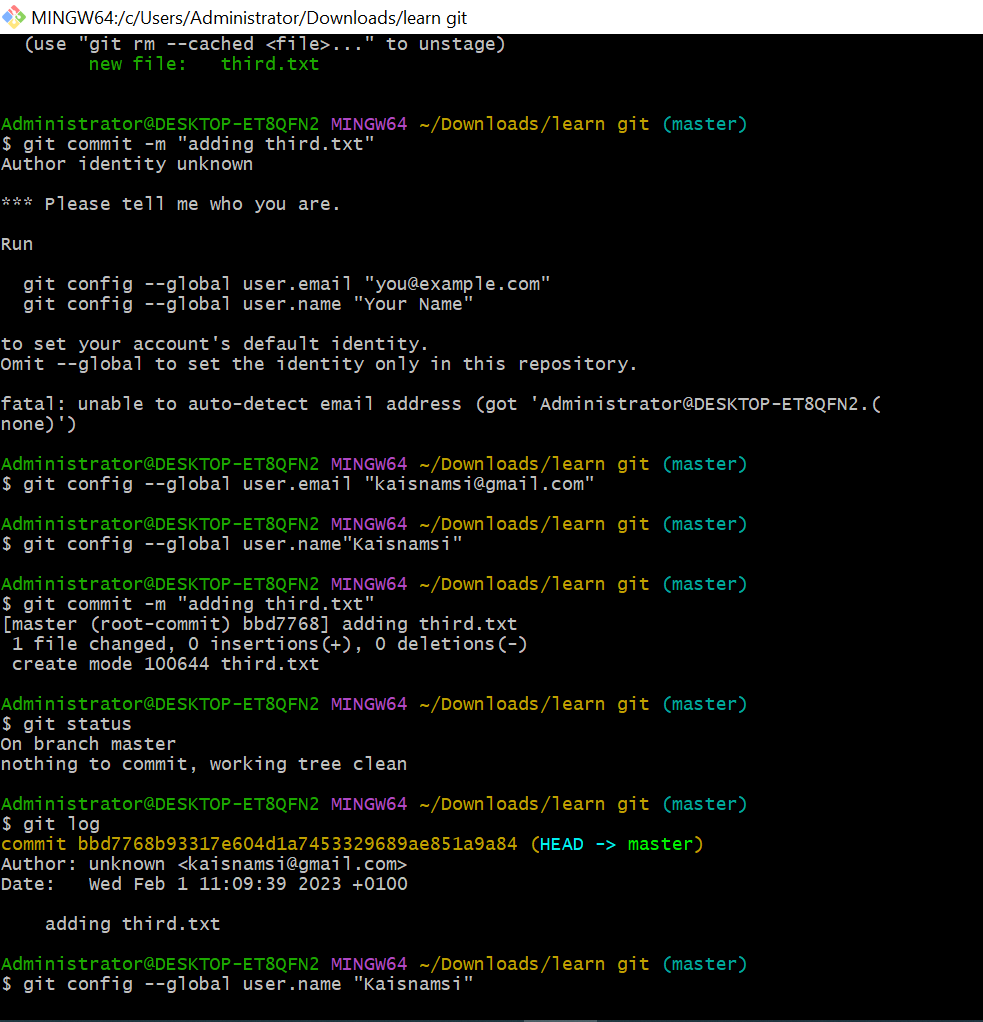 MINGW64:/c/Users/Administrator/Downloads/learn git
(use "git rm --cached <file>..." to unstage)
new file:   third.txt
Administrator@DESKTOP-ET8QFN2 MINGW64 ~/Downloads/learn git (master)
$ git commit -m "adding third.txt"
Author identity unknown
*** Please tell me who you are.
Run
git config --global user.email "you@example.com"
git config --global user.name "Your Name"
to set your account's default identity.
Omit --global to set the identity only in this repository.
fatal: unable to auto-detect email address (got 'Administrator@DESKTOP-ET8QFN2.(
none)')
Administrator@DESKTOP-ET8QFN2 MINGW64 ~/Downloads/learn git (master)
$ git config --global user.email "kaisnamsi@gmail.com"
Administrator@DESKTOP-ET8QFN2 MINGW64 ~/Downloads/learn git (master)
$ git config --global user.name"Kaisnamsi"
Administrator@DESKTOP-ET8QFN2 MINGW64 ~/Downloads/learn git (master)
$ git commit -m "adding third.txt"
[master (root-commit) bbd7768] adding third.txt
1 file changed, 0 insertions(+), 0 deletions(-)
create mode 100644 third.txt
Administrator@DESKTOP-ET8QFN2 MINGW64 ~/Downloads/learn git (master)
$ git status
On branch master
nothing to commit, working tree clean
Administrator@DESKTOP-ET8QFN2 MINGW64 ~/Downloads/learn git (master)
$ git log
commit bbd7768b93317e604d1a7453329689ae851a9a84 (HEAD -> master)
Author: unknown <kaisnamsi@gmail.com>
Date:   Wed Feb 1 11:09:39 2023 +0100
adding third.txt
Administrator@DESKTOP-ET8QFN2 MINGW64 ~/Downloads/learn git (master)
$ git config --global user.name "Kaisnamsi"